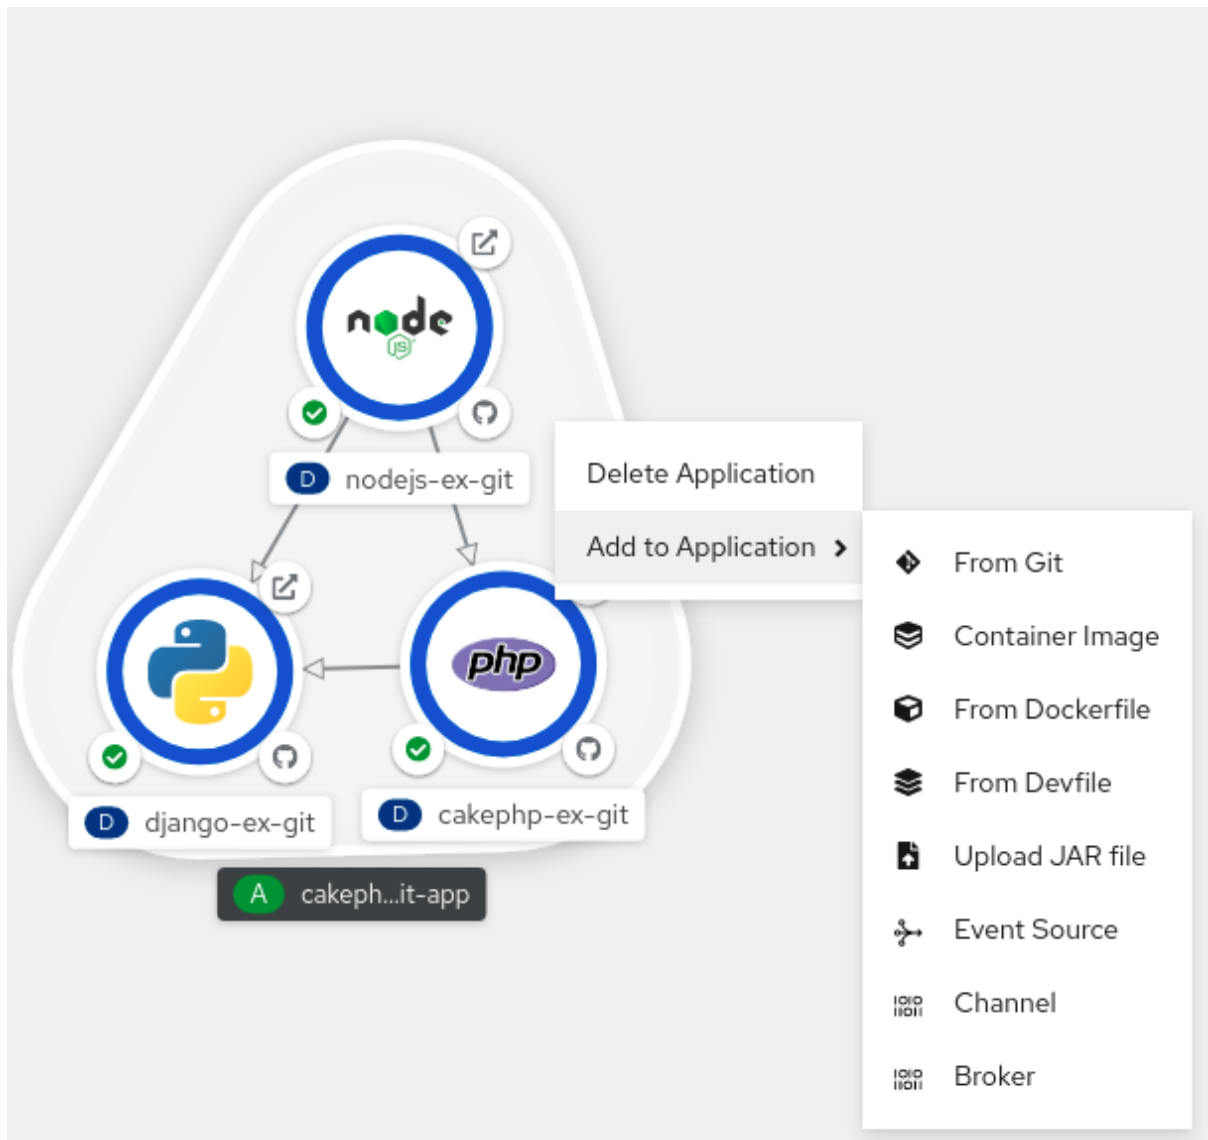 node
JS
D nodejs-ex-git
Delete Application
Add to Application
From Git
Container Image
From Dockerfile
From Devfile
Upload JAR file
Event Source
Channel
Broker
php
D django-ex-git
D cakephp-ex-git
A cakeph...it-app